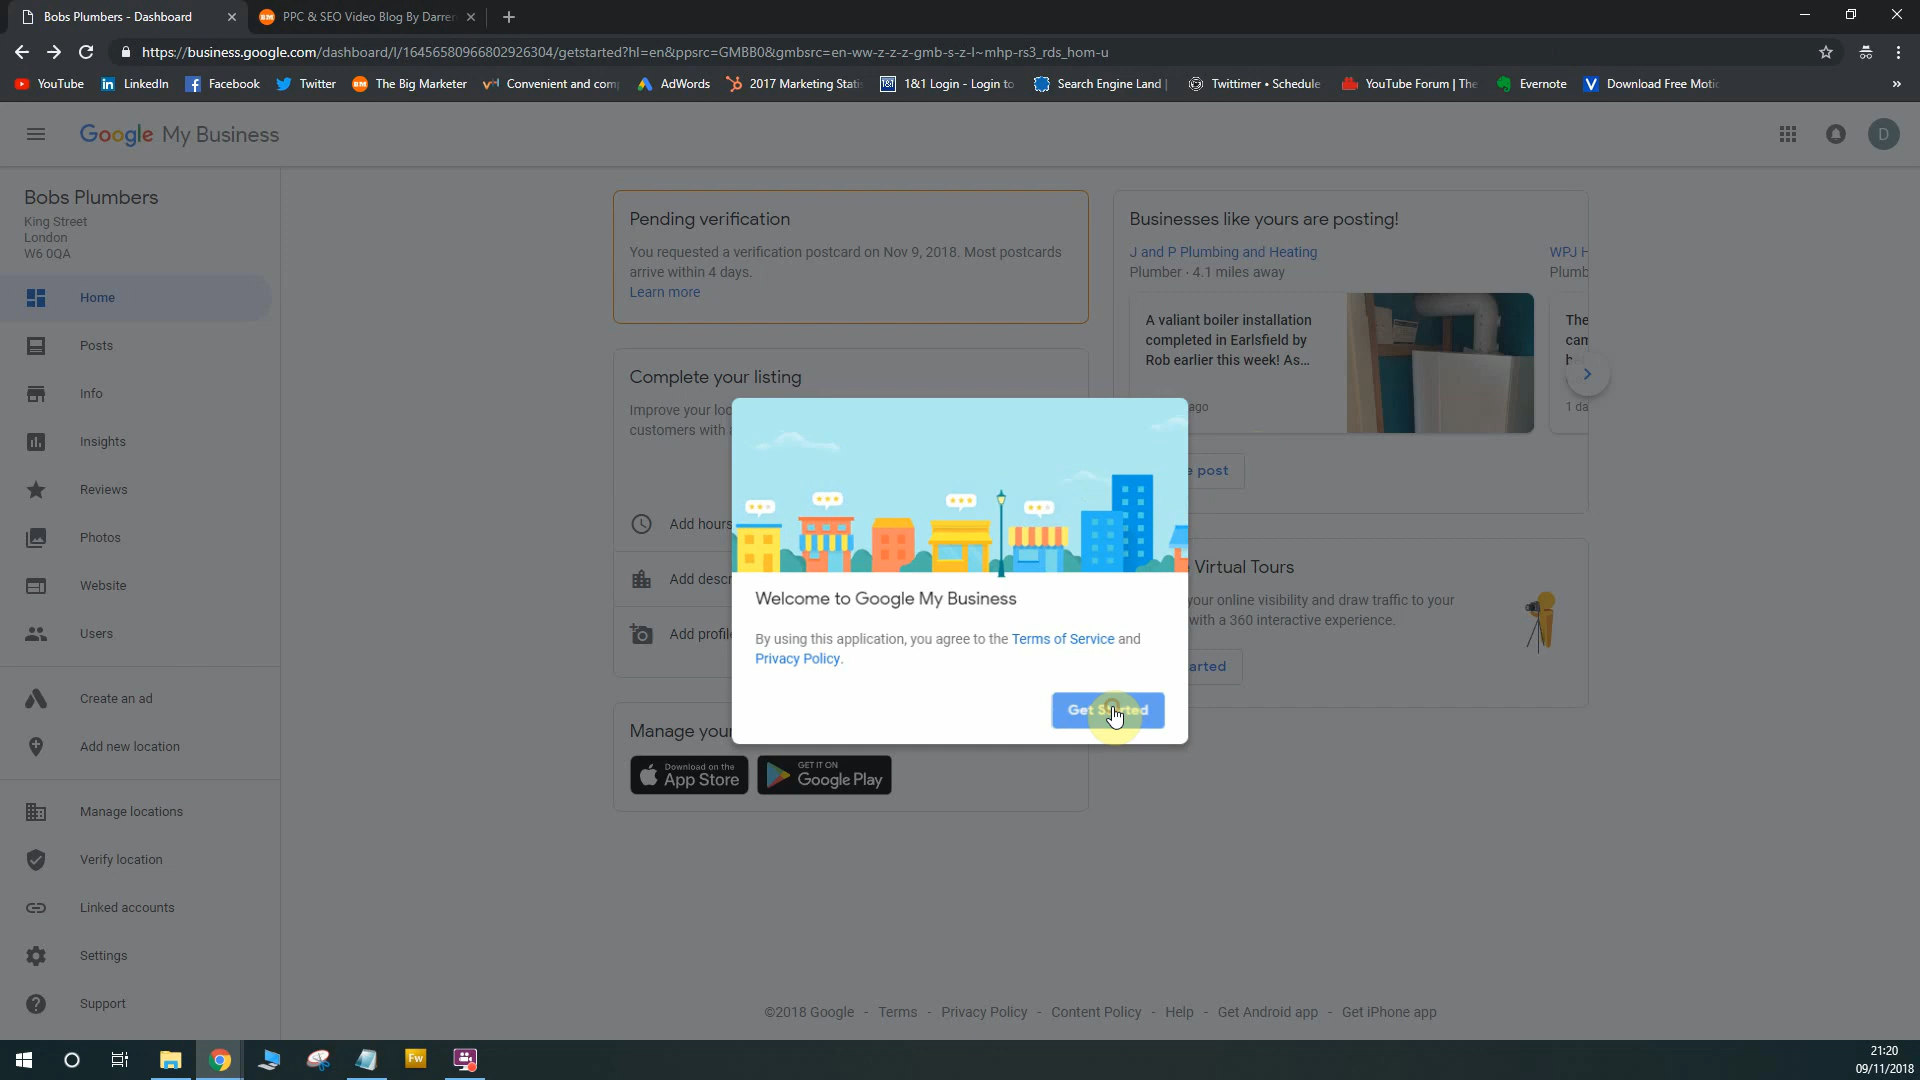 Bobs Plumbers - Dashboard
PPC & SEO Video Blog By Darren
https://business.google.com/dashboard/l/16456580966802926304/getstarted?hl=en&ppsrc=GMBB0&gmbsrc=en-ww-z-z-z-gmb-s-z-l~mhp-rs3_rds_hom-u
YouTube
LinkedIn
Facebook
Twitter
The Big Marketer
Convenient and com
AdWords
2017 Marketing Stati
1&1 Login - Login to
Search Engine Land |
Twittimer • Schedule
YouTube Forum | The
Evernote
Download Free Motio
»
Google My Business
D
Bobs Plumbers
King Street
London
W6 0QA
Home
Posts
Info
Insights
Reviews
Photos
Website
Users
Create an ad
Add new location
Manage locations
Verify location
Linked accounts
Settings
Support
Pending verification
You requested a verification postcard on Nov 9, 2018. Most postcards
arrive within 4 days.
Learn more
Complete your listing
Improve your loc
customers with
Add hours
Add descr
Add profil
Manage your
Download on the
App Store
GET IT ON
Google Play
Businesses like yours are posting!
J and P Plumbing and Heating
Plumber · 4.1 miles away
A valiant boiler installation
completed in Earlsfield by
Rob earlier this week! As...
ago
WPJ H
Plumb
The
cam
1 da
e post
Virtual Tours
your online visibility and draw traffic to your
with a 360 interactive experience.
arted
Welcome to Google My Business
By using this application, you agree to the Terms of Service and
Privacy Policy.
Get Started
©2018 Google - Terms - Privacy Policy - Content Policy - Help - Get Android app - Get iPhone app
Fw
21:20
09/11/2018